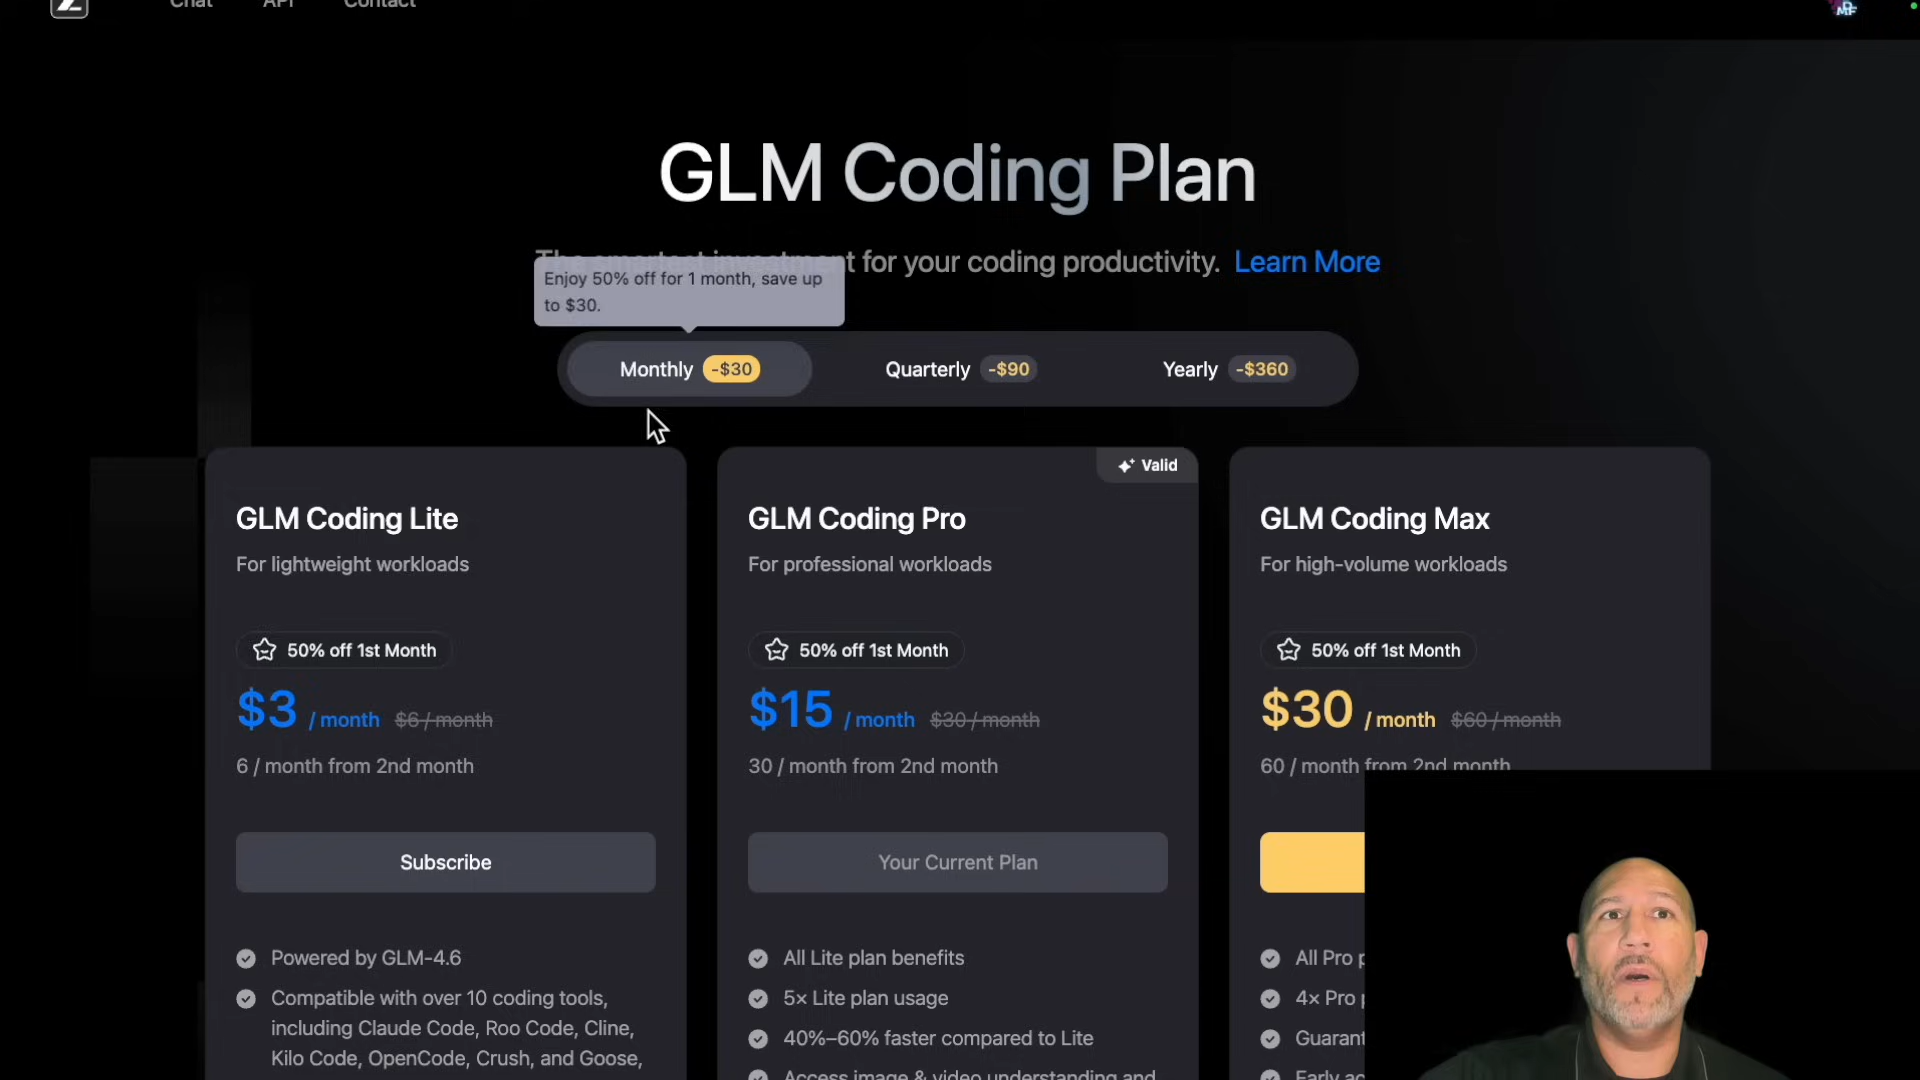 Chat API Contact
GLM Coding Plan
for your coding productivity. Learn More
Enjoy 50% off for 1 month, save up
to $30.
Monthly -$30 Quarterly -$90 Yearly -$360
Valid
GLM Coding Lite
For lightweight workloads
50% off 1st Month
$3 / month $6 / month
6 / month from 2nd month
Subscribe
Powered by GLM-4.6
Compatible with over 10 coding tools,
including Claude Code, Roo Code, Cline,
Kilo Code, OpenCode, Crush, and Goose,
GLM Coding Pro
For professional workloads
50% off 1st Month
$15 / month $30 / month
30 / month from 2nd month
Your Current Plan
All Lite plan benefits
5× Lite plan usage
40%–60% faster compared to Lite
Access image & video understanding and
GLM Coding Max
For high-volume workloads
50% off 1st Month
$30 / month $60 / month
60 / month from 2nd month
All Pro
4× Pro